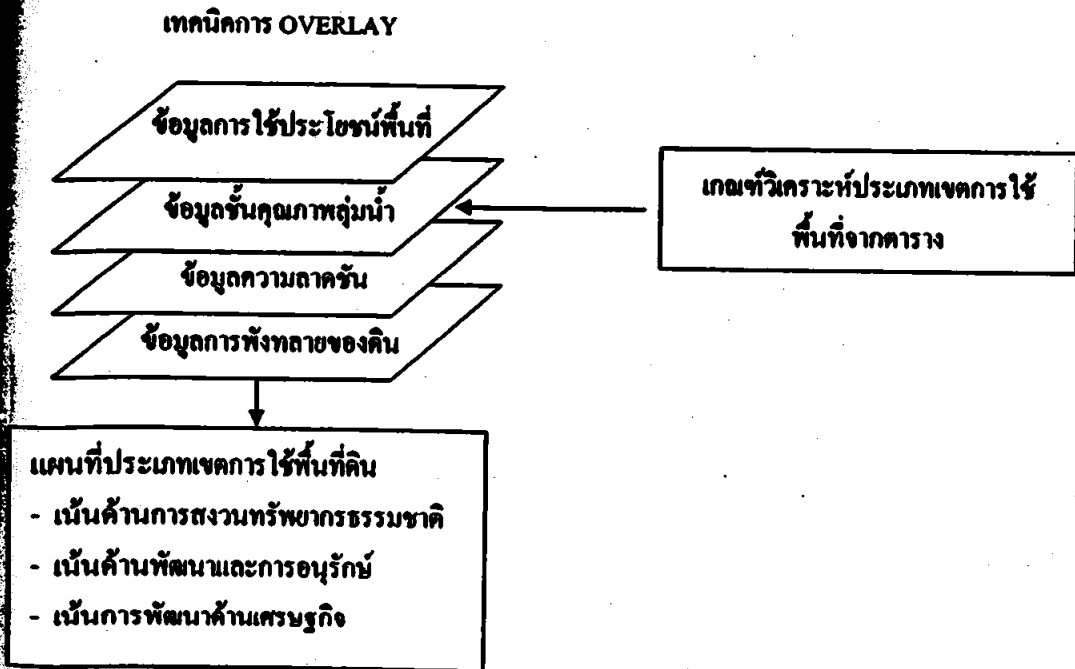 เทคนิคการ OVERLAY
ข้อมูลการใช้ประโยชน์พื้นที่
ข้อมูลชั้นคุณภาพลุ่มน้ำ
ข้อมูลความลาดชัน
ข้อมูลการพังทลายของดิน
เกณฑ์วิเคราะห์ประเภทเขตการใช้
พื้นที่จากตาราง
แผนที่ประเภทเขตการใช้พื้นที่ดิน
- เน้นด้านการสงวนทรัพยากรธรรมชาติ
- เน้นด้านพัฒนาและการอนุรักษ์
- เน้นการพัฒนาด้านเศรษฐกิจ